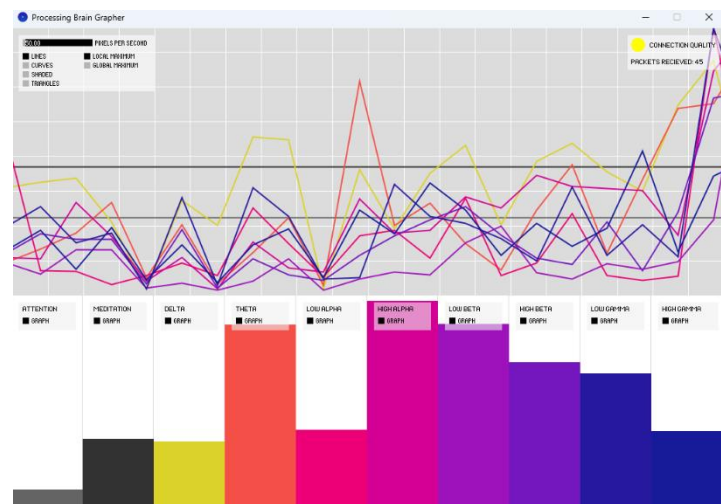 Processing Brain Grapher
50.00 PIXELS PER SECOND
LINES LOCAL MAXIMUM
CURVES GLOBAL MAXIMUM
SHADED
TRIANGLES
CONNECTION QUALITY
PACKETS RECIEVED: 45
ATTENTION MEDITATION DELTA THETA LOW ALPHA HIGH ALPHA LOW BETA HIGH BETA LOW GAMMA HIGH GAMMA
GRAPH GRAPH GRAPH GRAPH GRAPH GRAPH GRAPH GRAPH GRAPH GRAPH